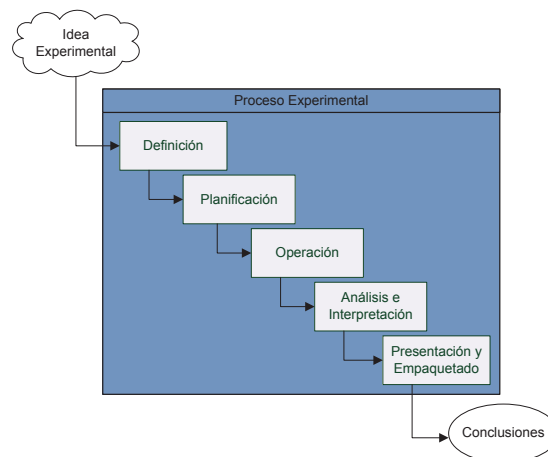 Idea
Experimental
Proceso Experimental
Definición
Planificación
Operación
Análisis e
Interpretación
Presentación y
Empaquetado
Conclusiones